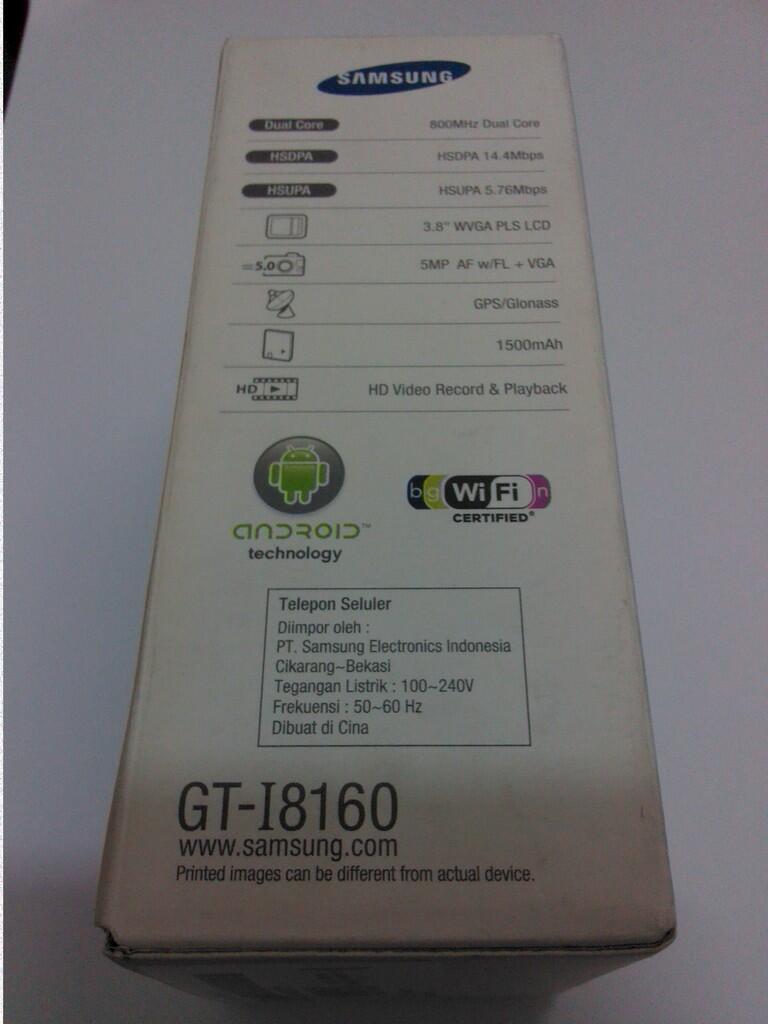 SAMSUNG
Dual Core 800MHz Dual Core
HSDPA HSDPA 14.4Mbps
HSUPA HSUPA 5.76Mbps
3.8" WVGA PLS LCD
=5.0 5MP AF w/FL + VGA
GPS/Glonass
1500mAh
HD HD Video Record & Playback
ANDROID™
technology
b g WiFi n
CERTIFIED®
Telepon Seluler
Diimpor oleh :
PT. Samsung Electronics Indonesia
Cikarang~Bekasi
Tegangan Listrik : 100~240V
Frekuensi : 50~60 Hz
Dibuat di Cina
GT-I8160
www.samsung.com
Printed images can be different from actual device.